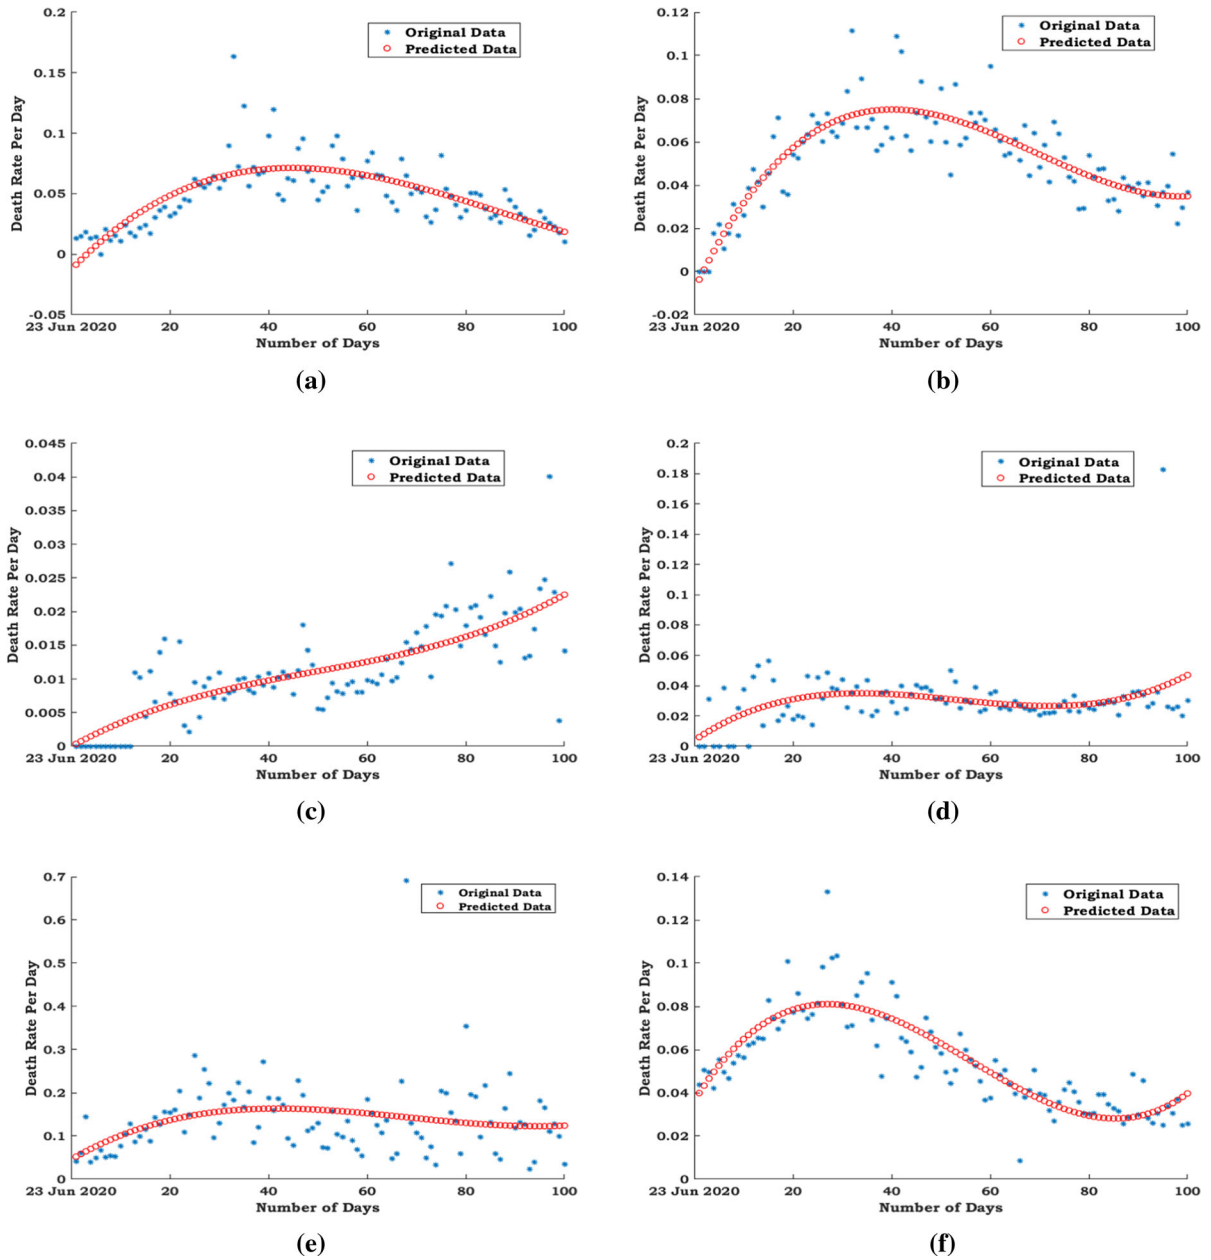 0.2
0.15
0.1
0.05
0
-0.05
Death Rate Per Day
Original Data
Predicted Data
23 Jun 2020 20 40 60 80 100
Number of Days
(a)
0.12
0.1
0.08
0.06
0.04
0.02
0
-0.02
Death Rate Per Day
Original Data
Predicted Data
23 Jun 2020 20 40 60 80 100
Number of Days
(b)
0.045
0.04
0.035
0.03
0.025
0.02
0.015
0.01
0.005
0
Death Rate Per Day
Original Data
Predicted Data
23 Jun 2020 20 40 60 80 100
Number of Days
(c)
0.2
0.18
0.16
0.14
0.12
0.1
0.08
0.06
0.04
0.02
0
Death Rate Per Day
Original Data
Predicted Data
23 Jun 2020 20 40 60 80 100
Number of Days
(d)
0.7
0.6
0.5
0.4
0.3
0.2
0.1
0
Death Rate Per Day
Original Data
Predicted Data
23 Jun 2020 20 40 60 80 100
Number of Days
(e)
0.14
0.12
0.1
0.08
0.06
0.04
0.02
0
Death Rate Per Day
Original Data
Predicted Data
23 Jun 2020 20 40 60 80 100
Number of Days
(f)